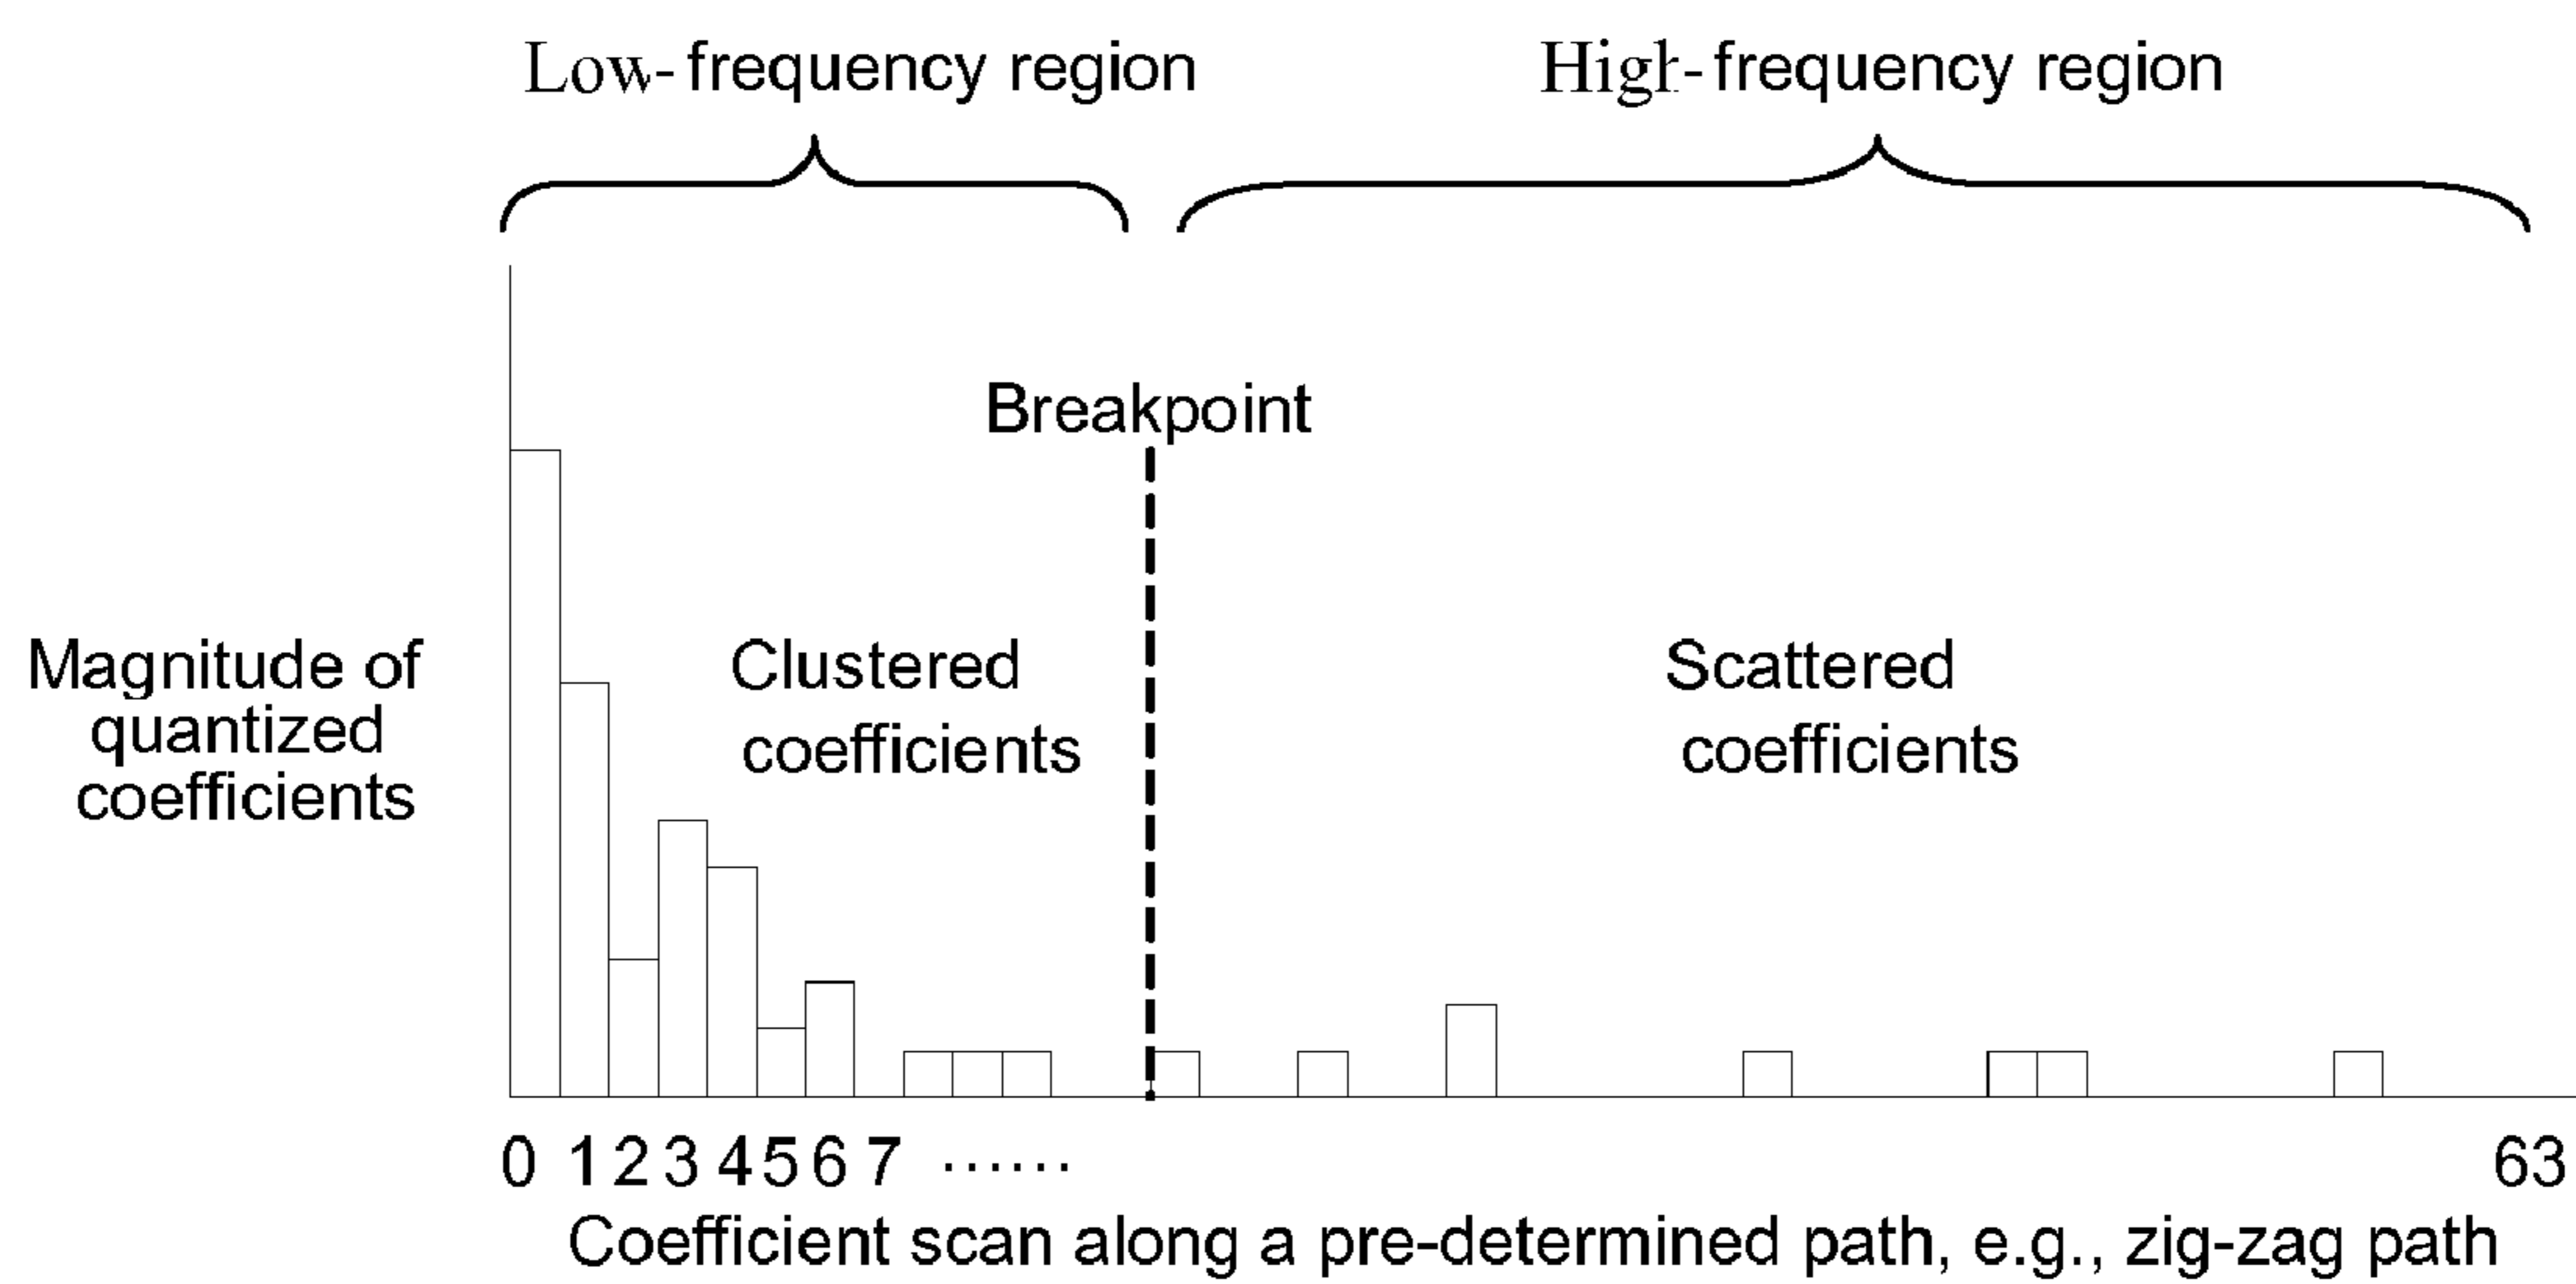 Low-frequency region
High-frequency region
Breakpoint
Magnitude of
quantized
coefficients
Clustered
coefficients
Scattered
coefficients
0 1 2 3 4 5 6 7 ......
63
Coefficient scan along a pre-determined path, e.g., zig-zag path